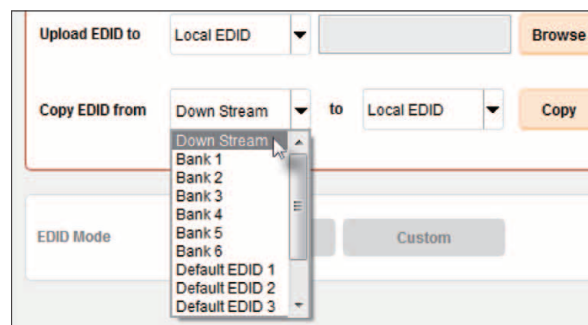 Upload EDID to Local EDID Browse
Copy EDID from Down Stream to Local EDID Copy
Down Stream
Bank 1
Bank 2
Bank 3
Bank 4
Bank 5
Bank 6
Default EDID 1
Default EDID 2
Default EDID 3
EDID Mode Custom